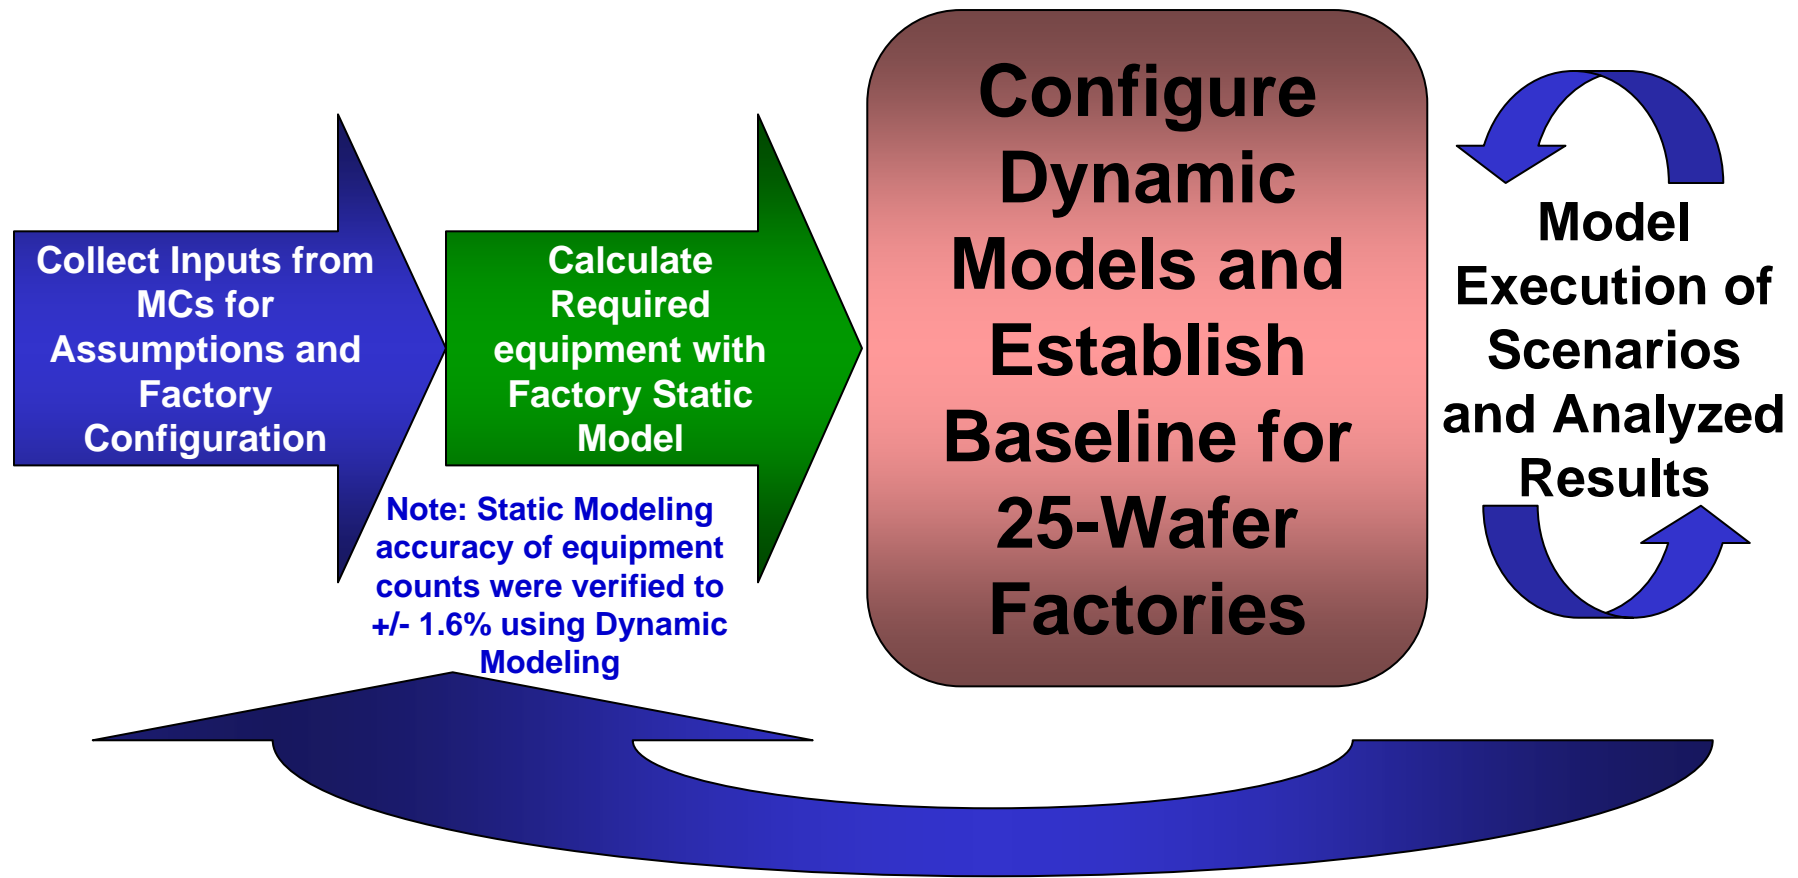 Collect Inputs from
MCs for
Assumptions and
Factory
Configuration
Calculate
Required
equipment with
Factory Static
Model
Note: Static Modeling
accuracy of equipment
counts were verified to
+/- 1.6% using Dynamic
Modeling
Configure
Dynamic
Models and
Establish
Baseline for
25-Wafer
Factories
Model
Execution of
Scenarios
and Analyzed
Results